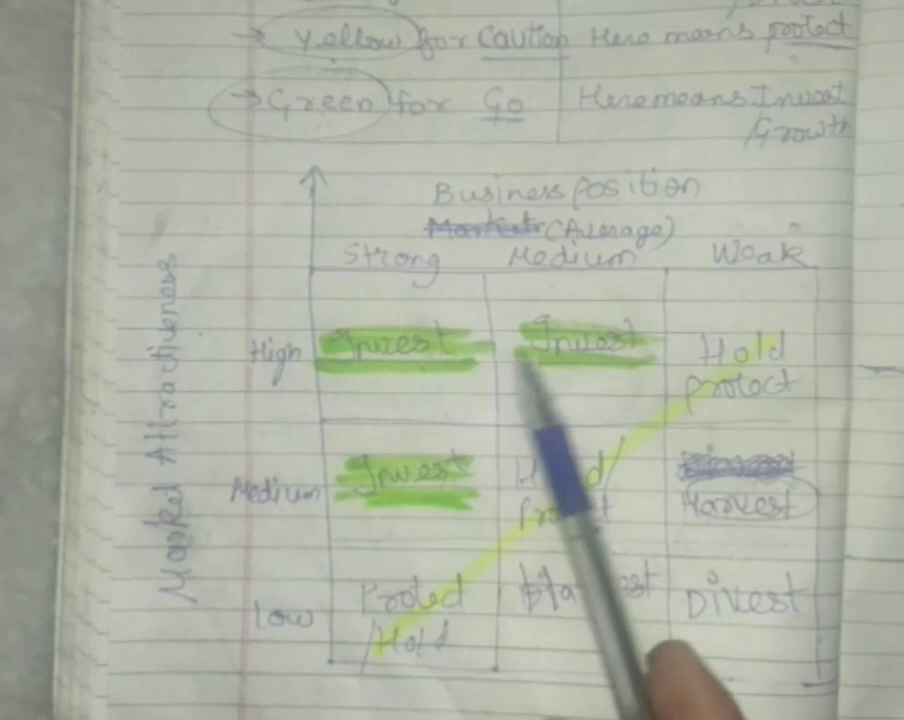 → Yellow for Caution Here means protect
→ Green for Go Here means Invest
/Growth
Business position
(Average)
Strong Medium Weak
Market Attractiveness
High Invest Invest Hold
protect
Medium Invest Harvest
Low Protect Divest
/Hold